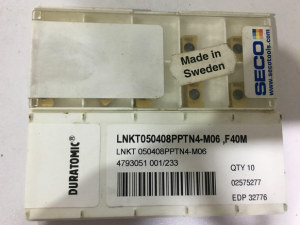 Made in
Sweden
SECO
www.secotools.com
DURATOMIC®
LNKT050408PPTN4-M06 ,F40M
LNKT 050408PPTN4-M06
4793051 001/233
QTY 10
02575277
EDP 32776